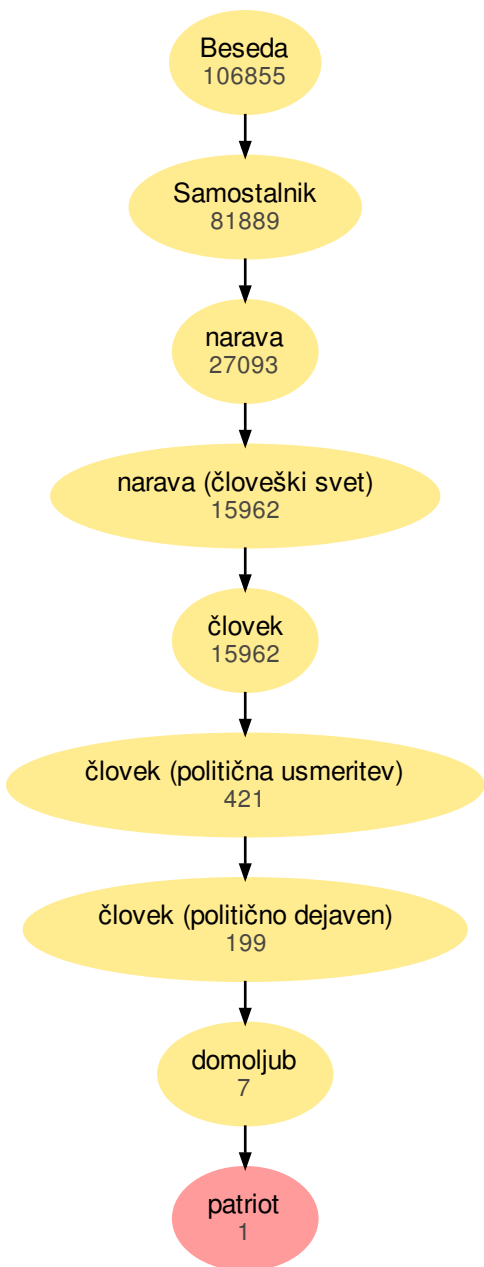 Beseda
106855
Samostalnik
81889
narava
27093
narava (človeški svet)
15962
človek
15962
človek (politična usmeritev)
421
človek (politično dejaven)
199
domoljub
7
patriot
1